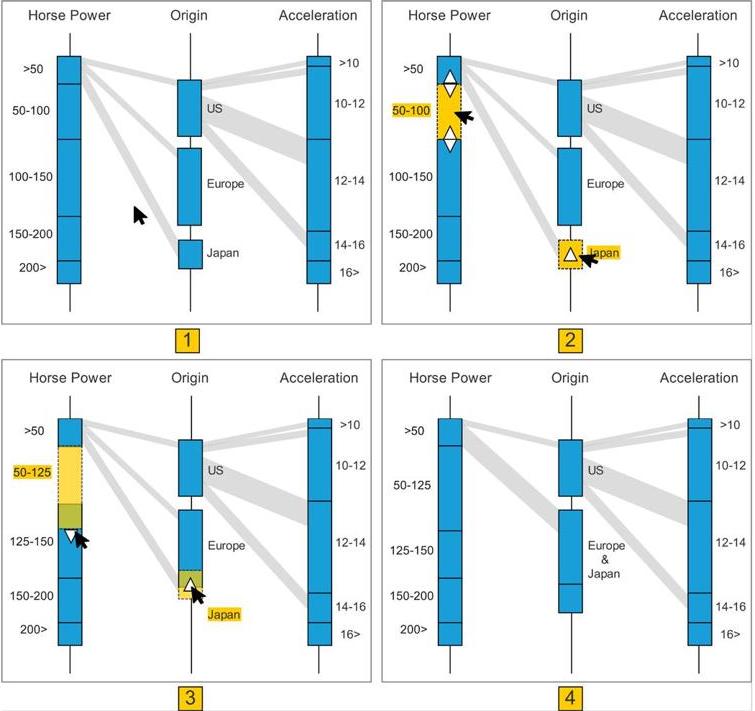 Horse Power Origin Acceleration
>50
50-100
100-150
150-200
200>
US
Europe
Japan
>10
10-12
12-14
14-16
16>
1
Horse Power Origin Acceleration
>50
50-100
100-150
150-200
200>
US
Europe
Japan
>10
10-12
12-14
14-16
16>
2
Horse Power Origin Acceleration
>50
50-125
125-150
150-200
200>
US
Europe
Japan
>10
10-12
12-14
14-16
16>
3
Horse Power Origin Acceleration
>50
50-125
125-150
150-200
200>
US
Europe
&
Japan
>10
10-12
12-14
14-16
16>
4